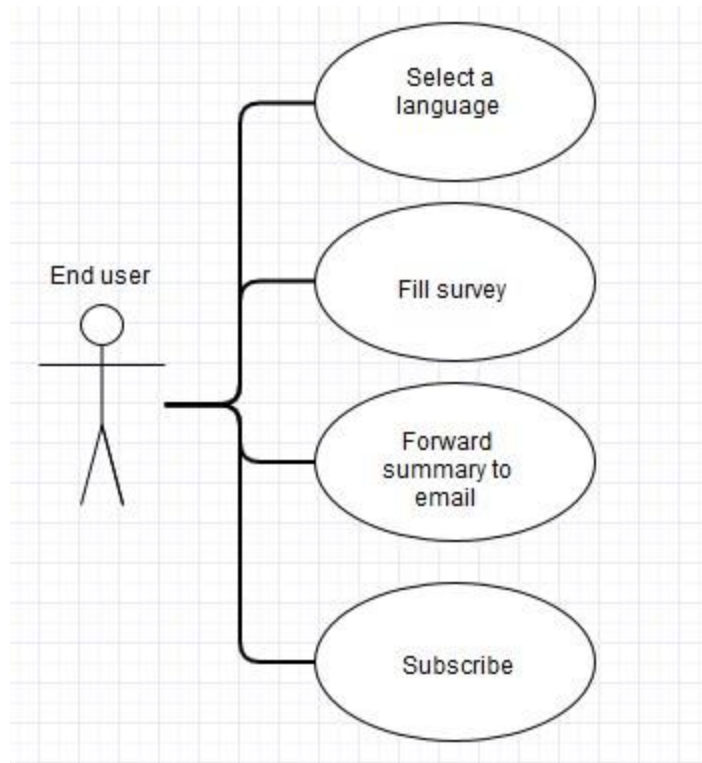 Select a
language
End user
Fill survey
Forward
summary to
email
Subscribe